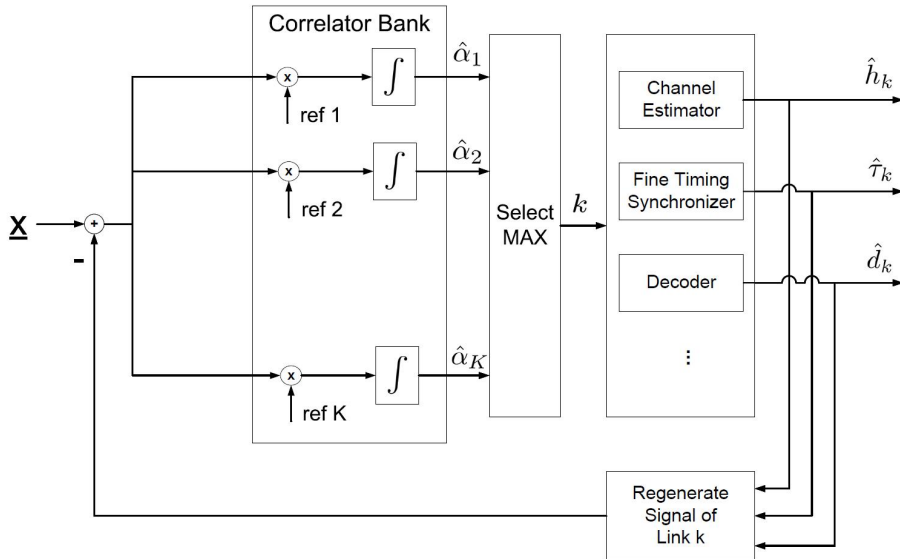 Correlator Bank
x
∫
α̂₁
ref 1
x
∫
α̂₂
ref 2
x
∫
α̂_K
ref K
X
+
-
Select
MAX
k
Channel
Estimator
Fine Timing
Synchronizer
Decoder
⋮
ĥₖ
τ̂ₖ
d̂ₖ
Regenerate
Signal of
Link k